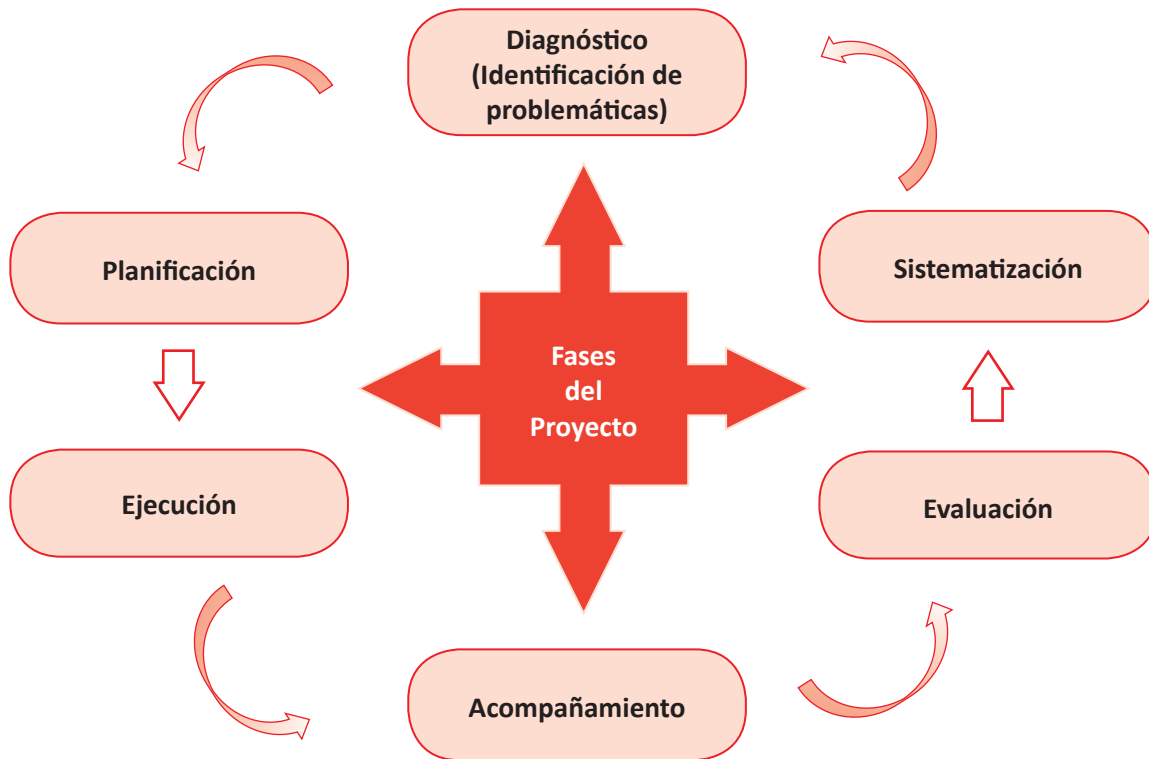 Diagnóstico
(Identificación de
problemáticas)
Planificación
Sistematización
Fases
del
Proyecto
Ejecución
Evaluación
Acompañamiento